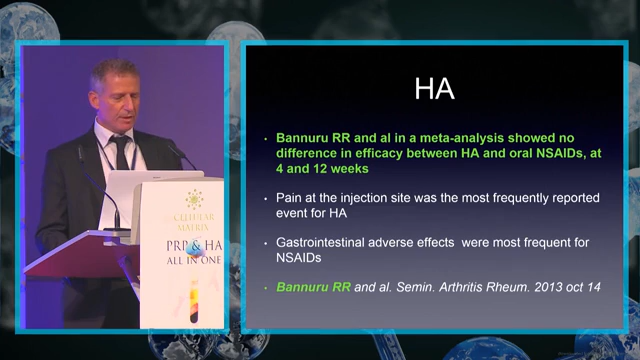 CELLULAR
MATRIX
PRP & HA
ALL IN ONE
HA
• Bannuru RR and al in a meta-analysis showed no
difference in efficacy between HA and oral NSAIDs, at
4 and 12 weeks
• Pain at the injection site was the most frequently reported
event for HA
• Gastrointestinal adverse effects were most frequent for
NSAIDs
• Bannuru RR and al. Semin. Arthritis Rheum. 2013 oct 14